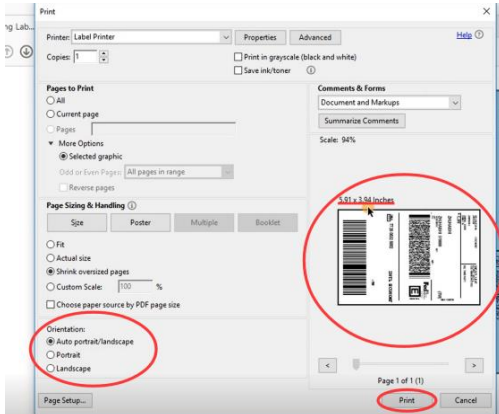 Print
ng Lab...
Printer: Label Printer Properties Advanced Help
Copies: 1 Print in grayscale (black and white)
Save ink/toner
Pages to Print
All
Current page
Pages
More Options
Selected graphic
Odd or Even Pages: All pages in range
Reverse pages
Page Sizing & Handling
Size Poster Multiple Booklet
Fit
Actual size
Shrink oversized pages
Custom Scale: 100 %
Choose paper source by PDF page size
Orientation:
Auto portrait/landscape
Portrait
Landscape
Comments & Forms
Document and Markups
Summarize Comments
Scale: 94%
5.91 x 3.94 Inches
FedEx
E
< >
Page 1 of 1 (1)
Page Setup... Print Cancel